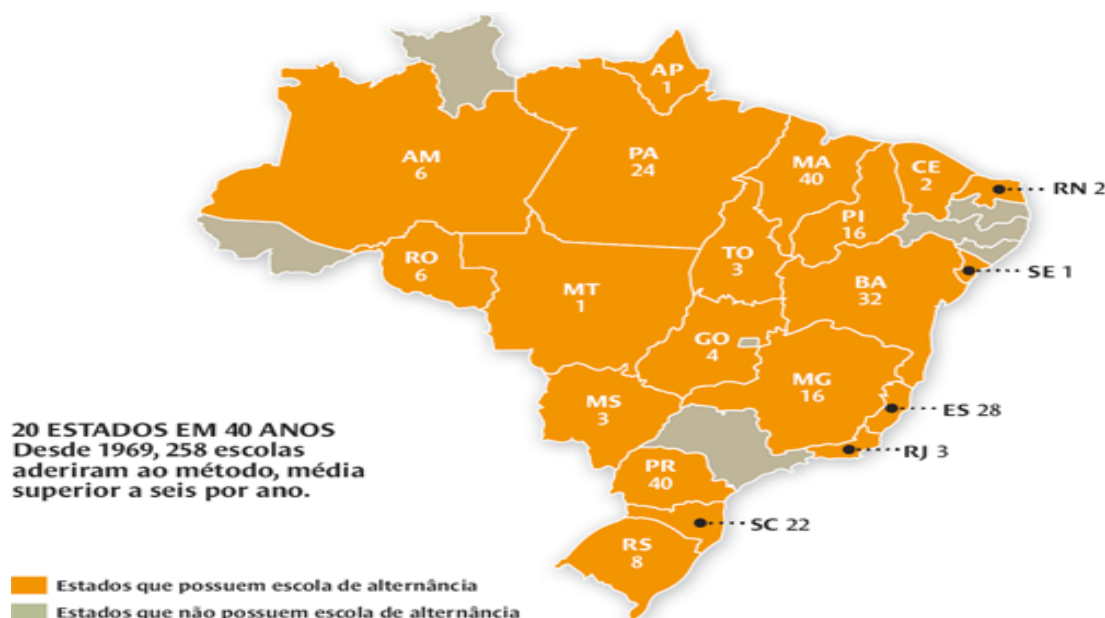 AP
1
AM
6
PA
24
MA
40
CE
2
RN 2
PI
16
RO
6
TO
3
SE 1
MT
1
BA
32
GO
4
MG
16
MS
3
ES 28
RJ 3
PR
40
SC 22
RS
8
20 ESTADOS EM 40 ANOS
Desde 1969, 258 escolas
aderiram ao método, média
superior a seis por ano.
Estados que possuem escola de alternância
Estados que não possuem escola de alternância